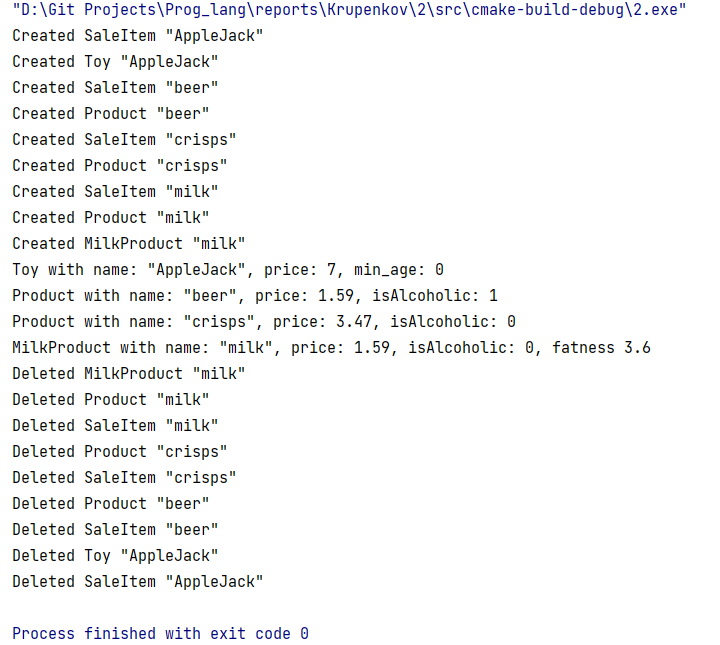 "D:\Git Projects\Prog_lang\reports\Krupenkov\2\src\cmake-build-debug\2.exe"
Created SaleItem "AppleJack"
Created Toy "AppleJack"
Created SaleItem "beer"
Created Product "beer"
Created SaleItem "crisps"
Created Product "crisps"
Created SaleItem "milk"
Created Product "milk"
Created MilkProduct "milk"
Toy with name: "AppleJack", price: 7, min_age: 0
Product with name: "beer", price: 1.59, isAlcoholic: 1
Product with name: "crisps", price: 3.47, isAlcoholic: 0
MilkProduct with name: "milk", price: 1.59, isAlcoholic: 0, fatness 3.6
Deleted MilkProduct "milk"
Deleted Product "milk"
Deleted SaleItem "milk"
Deleted Product "crisps"
Deleted SaleItem "crisps"
Deleted Product "beer"
Deleted SaleItem "beer"
Deleted Toy "AppleJack"
Deleted SaleItem "AppleJack"
Process finished with exit code 0